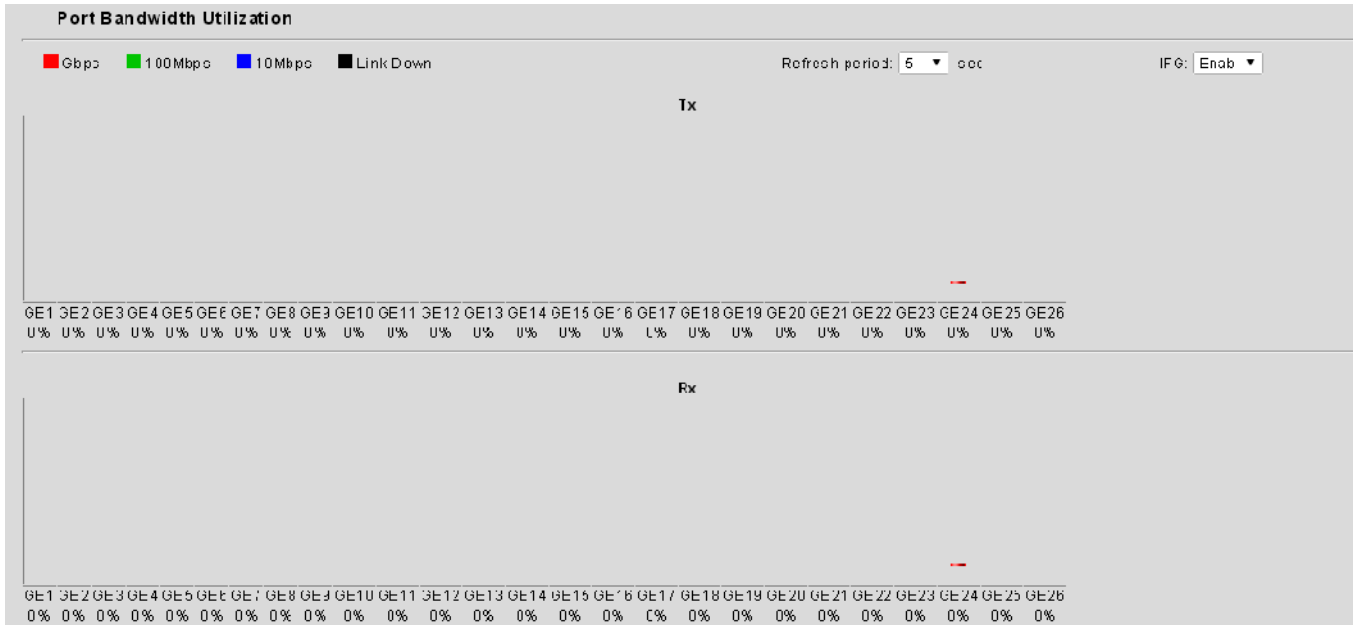 Port Bandwidth Utilization
Gbps 100Mbps 10Mbps Link Down Refresh period: 5 sec IFG: Enab
Tx
GE1 GE2 GE3 GE4 GE5 GE6 GE7 GE8 GE9 GE10 GE11 GE12 GE13 GE14 GE15 GE16 GE17 GE18 GE19 GE20 GE21 GE22 GE23 GE24 GE25 GE26
0% 0% 0% 0% 0% 0% 0% 0% 0% 0% 0% 0% 0% 0% 0% 0% 0% 0% 0% 0% 0% 0% 0% 0% 0% 0%
Rx
GE1 GE2 GE3 GE4 GE5 GE6 GE7 GE8 GE9 GE10 GE11 GE12 GE13 GE14 GE15 GE16 GE17 GE18 GE19 GE20 GE21 GE22 GE23 GE24 GE25 GE26
0% 0% 0% 0% 0% 0% 0% 0% 0% 0% 0% 0% 0% 0% 0% 0% 0% 0% 0% 0% 0% 0% 0% 0% 0% 0%